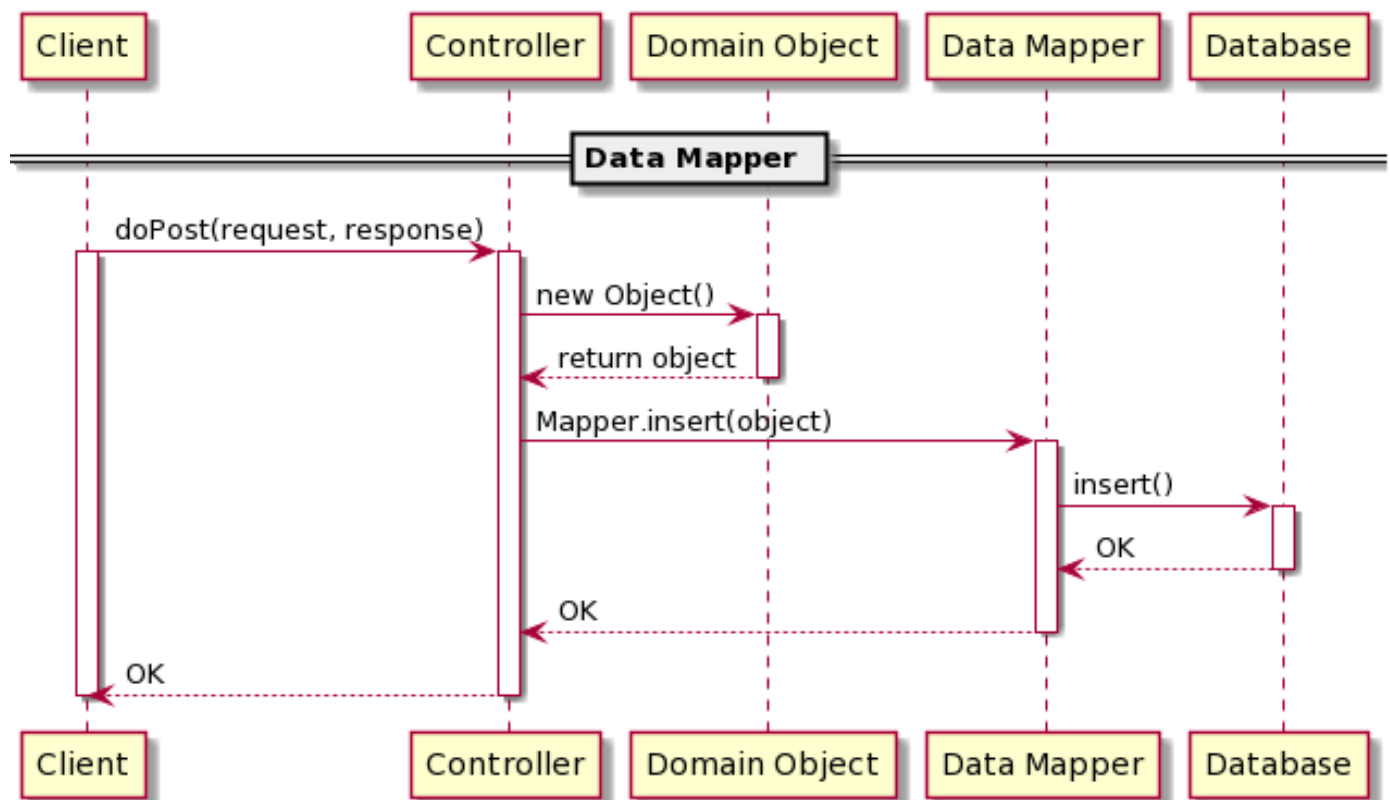 Client
Controller
Domain Object
Data Mapper
Database
Data Mapper
doPost(request, response)
new Object()
return object
Mapper.insert(object)
insert()
OK
OK
OK
Client
Controller
Domain Object
Data Mapper
Database